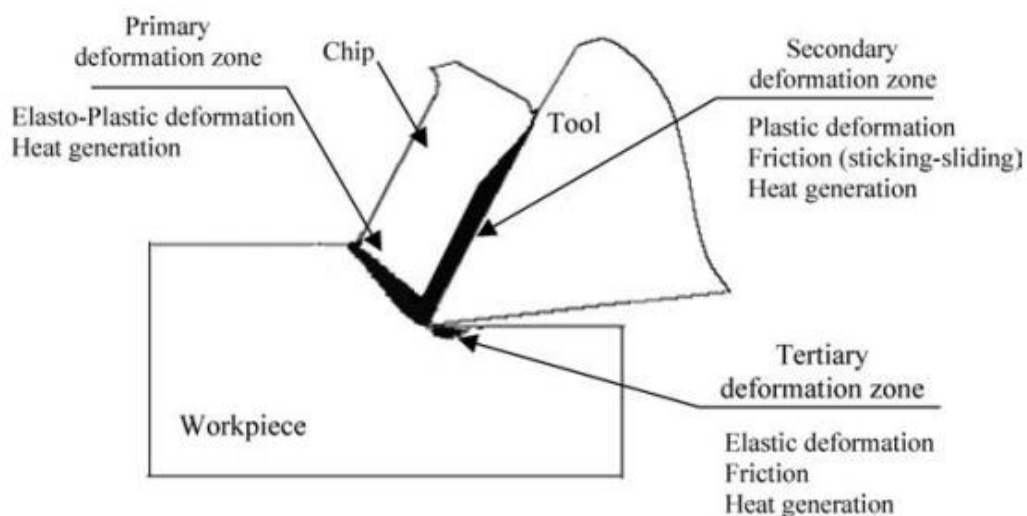 Primary
deformation zone
Elasto-Plastic deformation
Heat generation
Chip
Tool
Secondary
deformation zone
Plastic deformation
Friction (sticking-sliding)
Heat generation
Workpiece
Tertiary
deformation zone
Elastic deformation
Friction
Heat generation